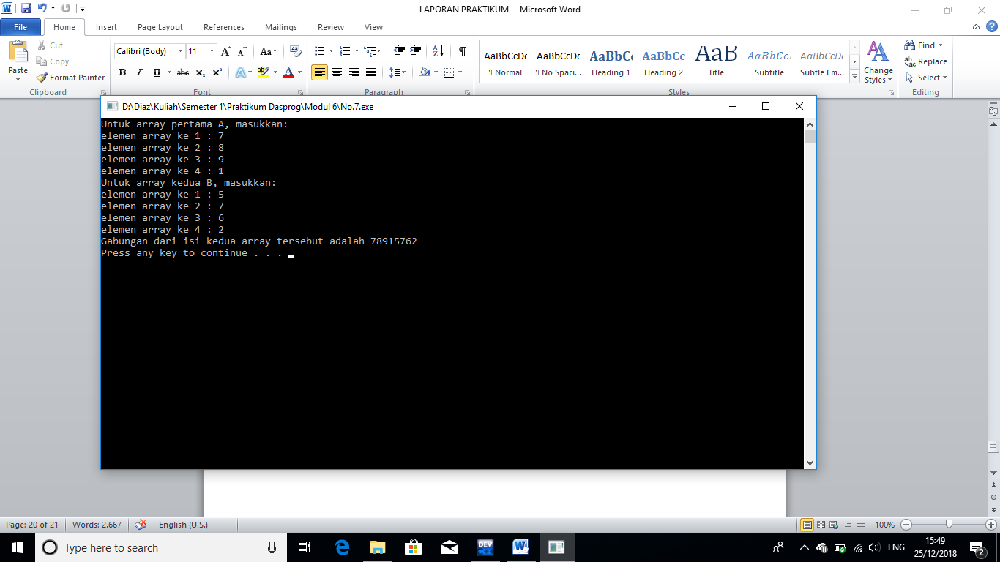 LAPORAN PRAKTIKUM - Microsoft Word
File Home Insert Page Layout References Mailings Review View
Paste
Cut
Copy
Format Painter
Clipboard
Calibri (Body) 11
Font
Paragraph
AaBbCcDc AaBbCcDc AaBbCc AaBbCc AaB AaBbCc. AaBbCcDc
¶ Normal ¶ No Spaci... Heading 1 Heading 2 Title Subtitle Subtle Em...
Change
Styles
Styles
Find
Replace
Select
Editing
D:\Diaz\Kuliah\Semester 1\Praktikum Dasprog\Modul 6\No.7.exe
Untuk array pertama A, masukkan:
elemen array ke 1 : 7
elemen array ke 2 : 8
elemen array ke 3 : 9
elemen array ke 4 : 1
Untuk array kedua B, masukkan:
elemen array ke 1 : 5
elemen array ke 2 : 7
elemen array ke 3 : 6
elemen array ke 4 : 2
Gabungan dari isi kedua array tersebut adalah 78915762
Press any key to continue . . .
Page: 20 of 21 Words: 2.667 English (U.S.) 100%
Type here to search
DEV
ENG
15:49
25/12/2018
2